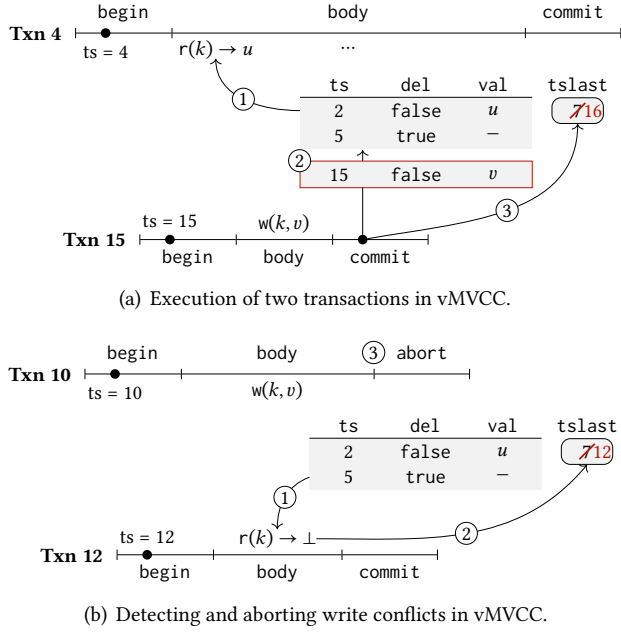 begin body commit
Txn 4
ts = 4 r(k) → u ...
ts del val tslast
① 2 false u 7 16
5 true −
②
15 false v
③
ts = 15 w(k, v)
Txn 15
begin body commit
(a) Execution of two transactions in vMVCC.
begin body ③ abort
Txn 10
ts = 10 w(k, v)
ts del val tslast
2 false u 7 12
① 5 true −
ts = 12 r(k) → ⊥ ②
Txn 12
begin body commit
(b) Detecting and aborting write conflicts in vMVCC.